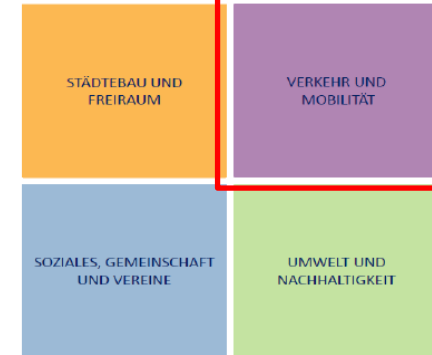 STÄDTEBAU UND
FREIRAUM
VERKEHR UND
MOBILITÄT
SOZIALES, GEMEINSCHAFT
UND VEREINE
UMWELT UND
NACHHALTIGKEIT